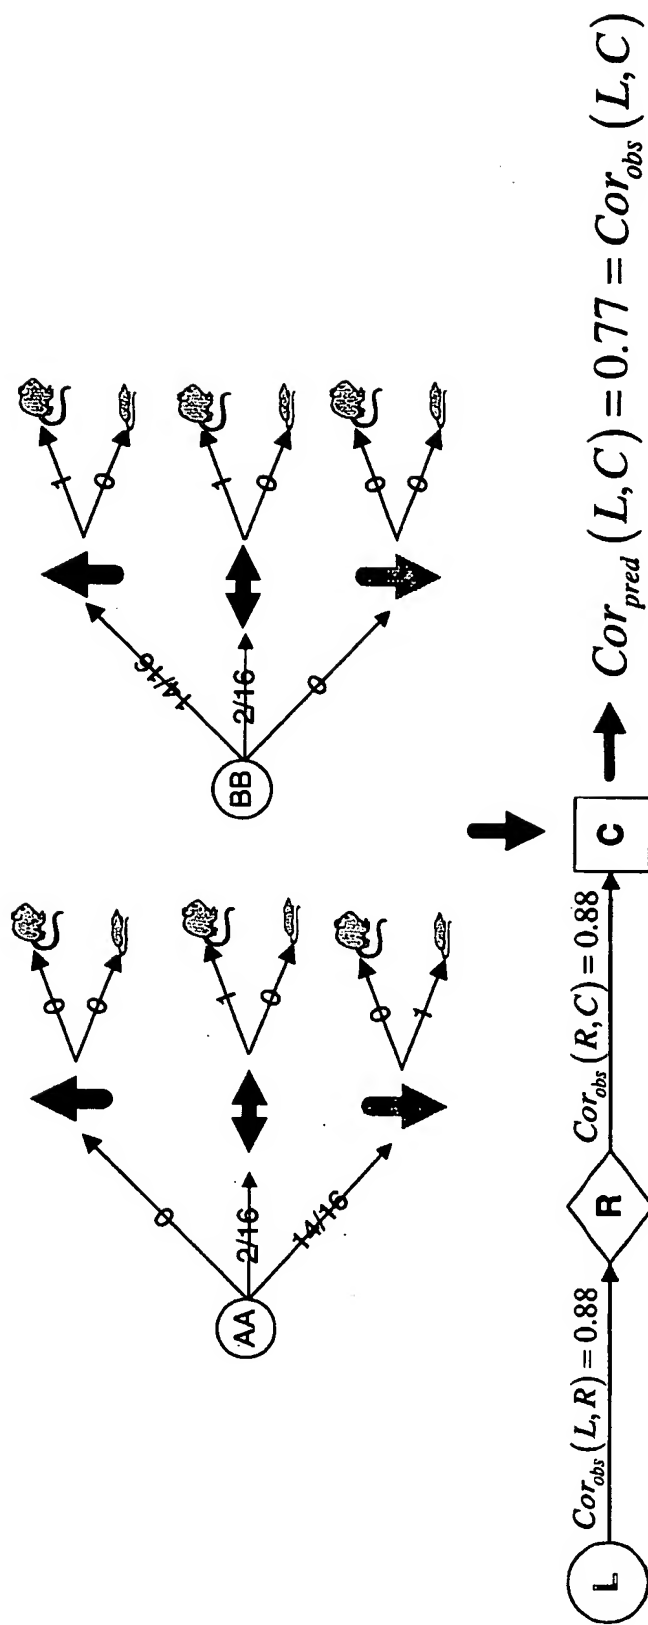 AA
0
2/16
14/16
0
0
1
0
0
1
BB
14/16
2/16
0
1
0
1
0
0
0
L
Cor_obs (L, R) = 0.88
R
Cor_obs (R, C) = 0.88
C
Cor_pred (L, C) = 0.77 = Cor_obs (L, C)